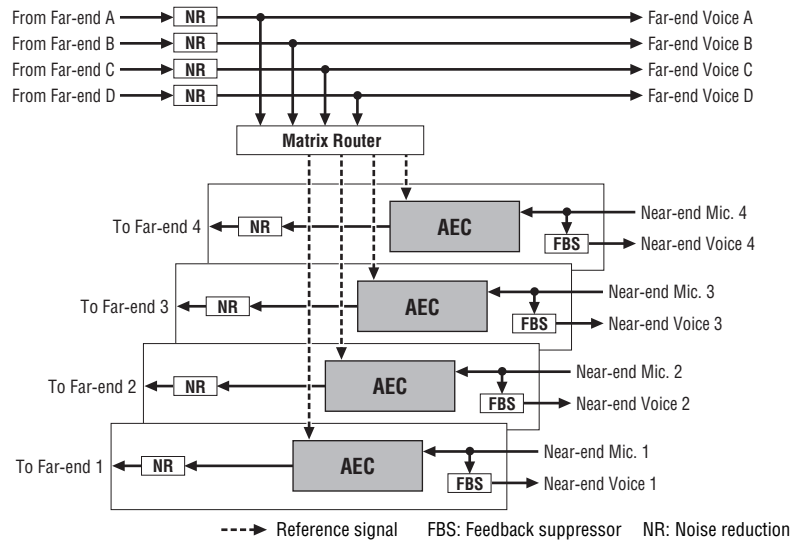 From Far-end A NR Far-end Voice A
From Far-end B NR Far-end Voice B
From Far-end C NR Far-end Voice C
From Far-end D NR Far-end Voice D
Matrix Router
To Far-end 4 NR AEC Near-end Mic. 4
FBS Near-end Voice 4
To Far-end 3 NR AEC Near-end Mic. 3
FBS Near-end Voice 3
To Far-end 2 NR AEC Near-end Mic. 2
FBS Near-end Voice 2
To Far-end 1 NR AEC Near-end Mic. 1
FBS Near-end Voice 1
Reference signal FBS: Feedback suppressor NR: Noise reduction